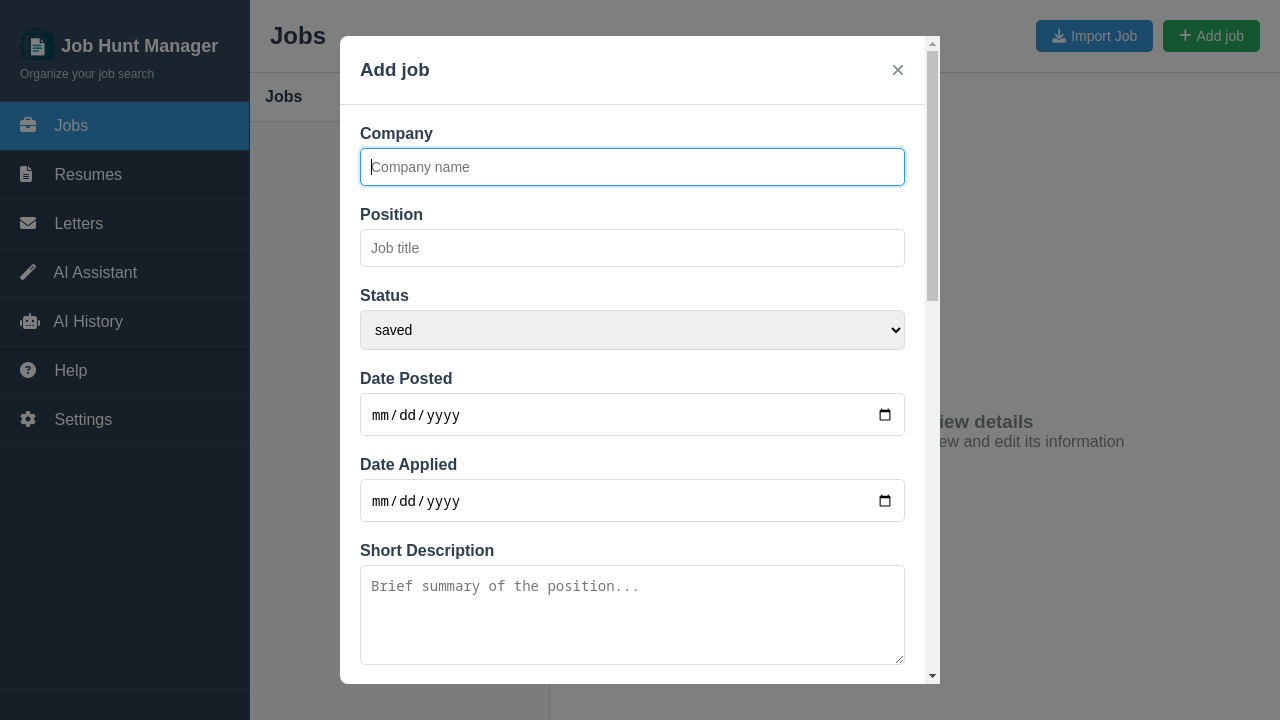 Job Hunt Manager
Organize your job search
Jobs
Resumes
Letters
AI Assistant
AI History
Help
Settings
Jobs
Import Job
Add job
Jobs
Add job
×
Company
Company name
Position
Job title
Status
saved
Date Posted
mm/dd/yyyy
Date Applied
mm/dd/yyyy
Short Description
Brief summary of the position...
details
and edit its information